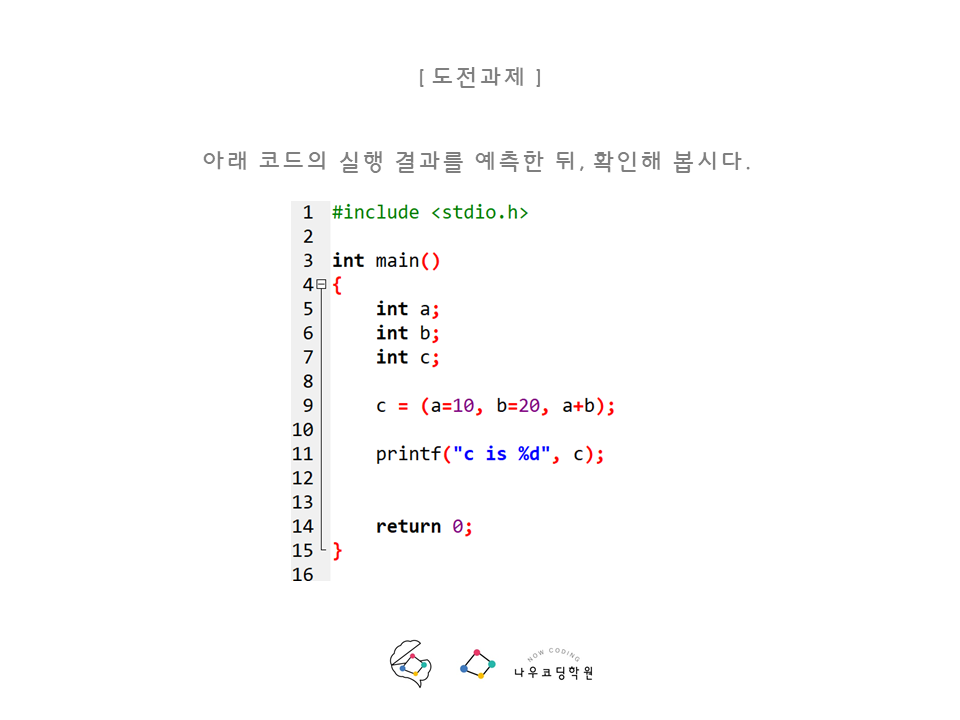 [ 도전과제 ]
아래 코드의 실행 결과를 예측한 뒤, 확인해 봅시다.
1 #include <stdio.h>
2
3 int main()
4 {
5 int a;
6 int b;
7 int c;
8
9 c = (a=10, b=20, a+b);
10
11 printf("c is %d", c);
12
13
14 return 0;
15 }
16
NOW CODING
나우코딩학원